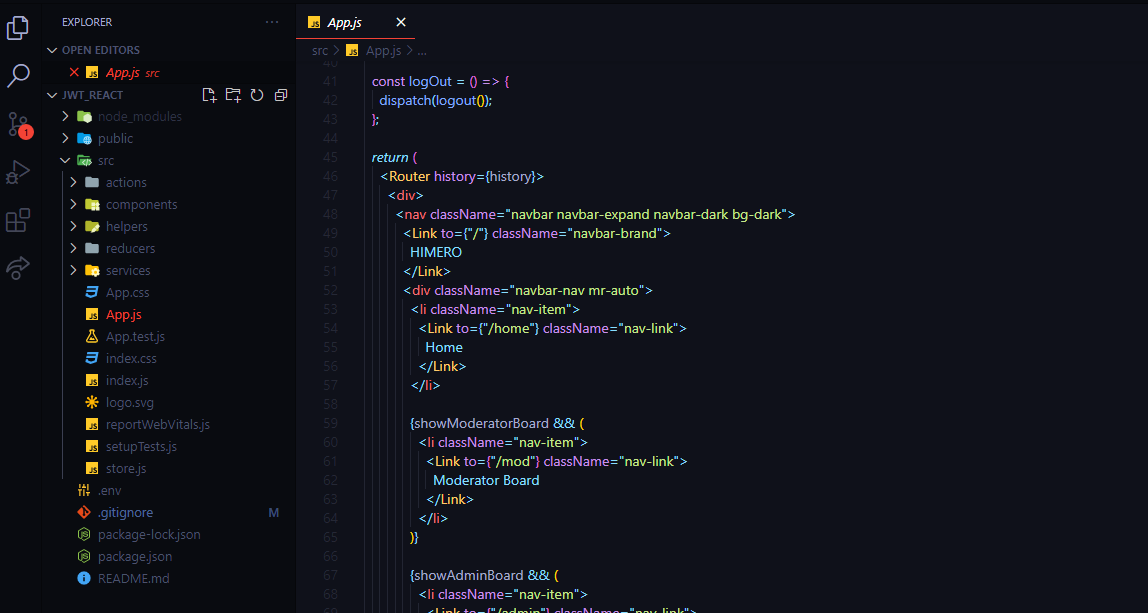 EXPLORER
OPEN EDITORS
App.js src
JWT_REACT
node_modules
public
src
actions
components
helpers
reducers
services
App.css
App.js
App.test.js
index.css
index.js
logo.svg
reportWebVitals.js
setupTests.js
store.js
.env
.gitignore M
package-lock.json
package.json
README.md
1
App.js
src > App.js > ...
40
41 const logOut = () => {
42 dispatch(logout());
43 };
44
45 return (
46 <Router history={history}>
47 <div>
48 <nav className="navbar navbar-expand navbar-dark bg-dark">
49 <Link to={"/"} className="navbar-brand">
50 HIMERO
51 </Link>
52 <div className="navbar-nav mr-auto">
53 <li className="nav-item">
54 <Link to={"/home"} className="nav-link">
55 Home
56 </Link>
57 </li>
58
59 {showModeratorBoard && (
60 <li className="nav-item">
61 <Link to={"/mod"} className="nav-link">
62 Moderator Board
63 </Link>
64 </li>
65 )}
66
67 {showAdminBoard && (
68 <li className="nav-item">
69 <Link to={"/admin"} className="nav-link">